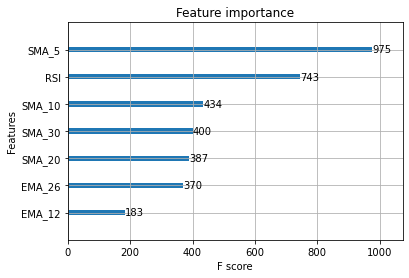 Feature importance
Features
SMA_5 975
RSI 743
SMA_10 434
SMA_30 400
SMA_20 387
EMA_26 370
EMA_12 183
0 200 400 600 800 1000
F score